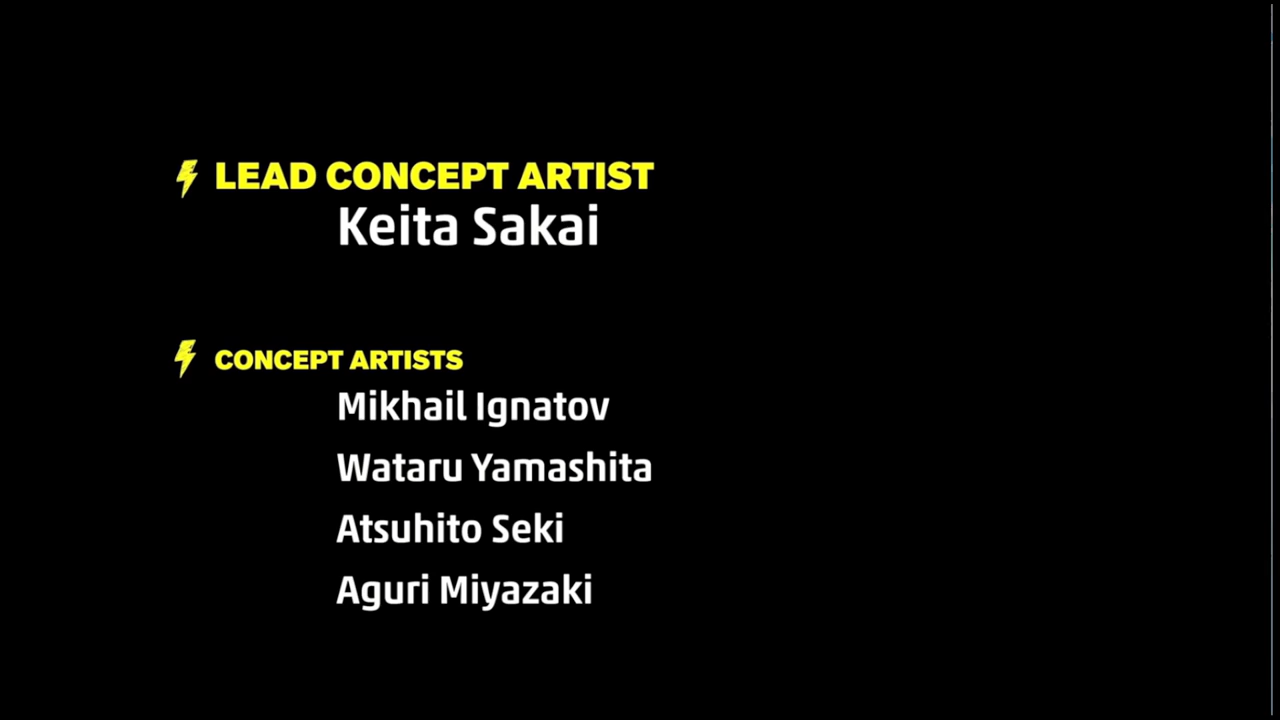 LEAD CONCEPT ARTIST
Keita Sakai
CONCEPT ARTISTS
Mikhail Ignatov
Wataru Yamashita
Atsuhito Seki
Aguri Miyazaki